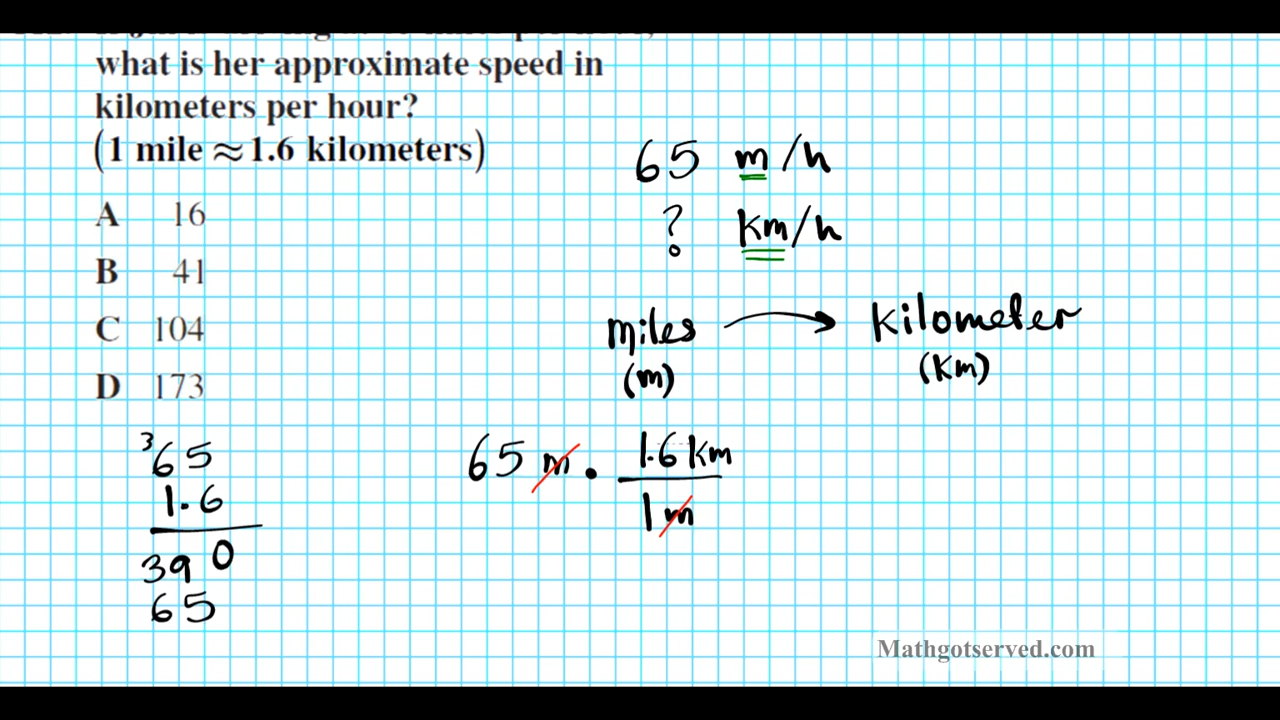 what is her approximate speed in
kilometers per hour?
(1 mile ≈ 1.6 kilometers)
A 16
B 41
C 104
D 173
65 m/h
? km/h
miles → kilometer
(m) (km)
3
65
1.6
390
65
65 m · 1.6 km
1 m
Mathgotserved.com